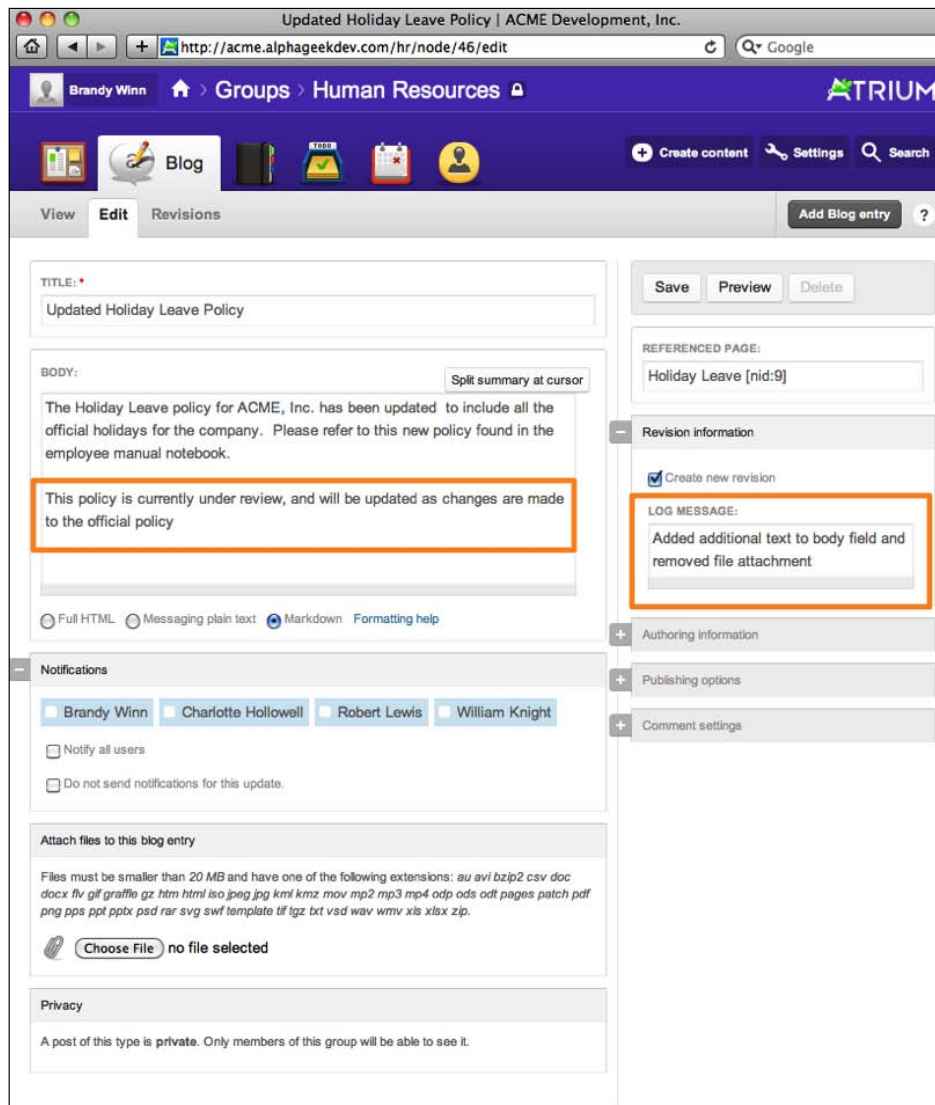 Updated Holiday Leave Policy | ACME Development, Inc.
http://acme.alphageekdev.com/hr/node/46/edit
Google
Brandy Winn
Groups › Human Resources
ATRIUM
TODO
Blog
Create content
Settings
Search
View
Edit
Revisions
Add Blog entry
?
TITLE: *
Updated Holiday Leave Policy
BODY:
Split summary at cursor
The Holiday Leave policy for ACME, Inc. has been updated to include all the
official holidays for the company. Please refer to this new policy found in the
employee manual notebook.
This policy is currently under review, and will be updated as changes are made
to the official policy
Full HTML
Messaging plain text
Markdown
Formatting help
Notifications
Brandy Winn
Charlotte Hollowell
Robert Lewis
William Knight
Notify all users
Do not send notifications for this update.
Attach files to this blog entry
Files must be smaller than 20 MB and have one of the following extensions: au avi bzip2 csv doc
docx flv gif graffle gz htm html iso jpeg jpg kml kmz mov mp2 mp3 mp4 odp ods odt pages patch pdf
png pps ppt pptx psd rar svg swf template tif tgz txt vsd wav wmv xls xlsx zip.
Choose File
no file selected
Privacy
A post of this type is private. Only members of this group will be able to see it.
Save
Preview
Delete
REFERENCED PAGE:
Holiday Leave [nid:9]
Revision information
Create new revision
LOG MESSAGE:
Added additional text to body field and
removed file attachment
Authoring information
Publishing options
Comment settings